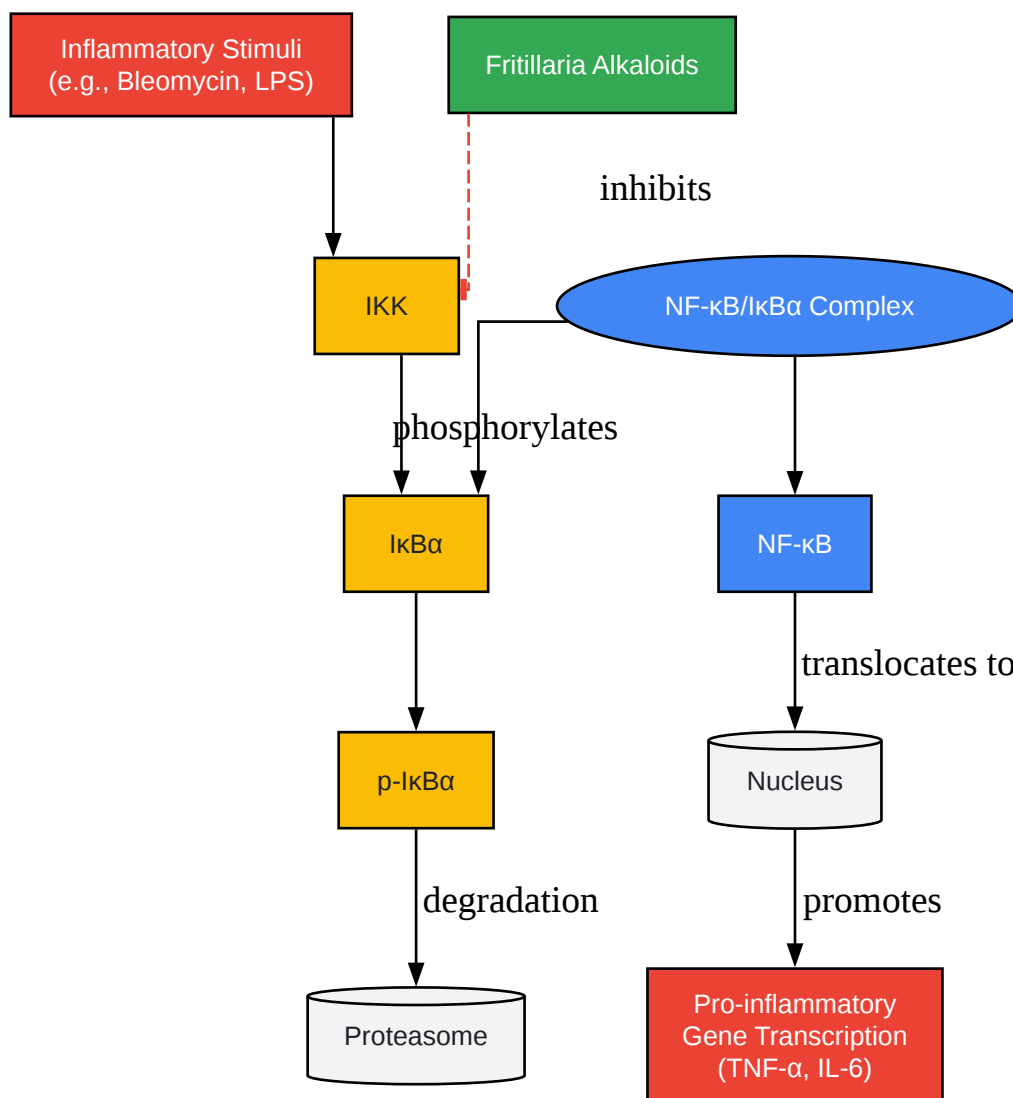 Inflammatory Stimuli
(e.g., Bleomycin, LPS)
Fritillaria Alkaloids
inhibits
IKK
NF-κB/IκBα Complex
phosphorylates
IκBα
NF-κB
translocates to
p-IκBα
Nucleus
degradation
promotes
Proteasome
Pro-inflammatory
Gene Transcription
(TNF-α, IL-6)